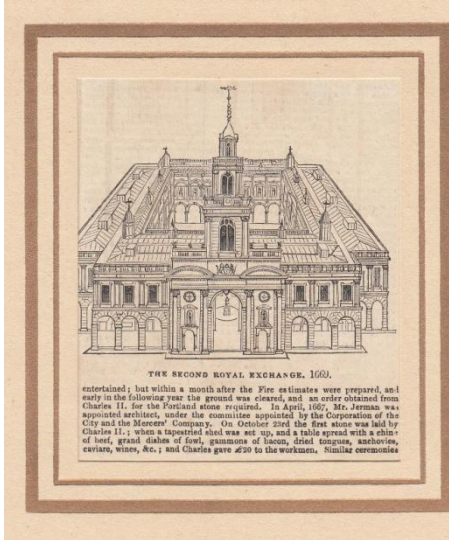 THE SECOND ROYAL EXCHANGE. 1669.
entertained; but within a month after the Fire estimates were prepared, and
early in the following year the ground was cleared, and an order obtained from
Charles II. for the Portland stone required. In April, 1667, Mr. Jerman was
appointed architect, under the committee appointed by the Corporation of the
City and the Mercers' Company. On October 23rd the first stone was laid by
Charles II.; when a tapestried shed was set up, and a table spread with a chine
of beef, grand dishes of fowl, gammons of bacon, dried tongues, anchovies,
caviare, wines, &c.; and Charles gave £20 to the workmen. Similar ceremonies